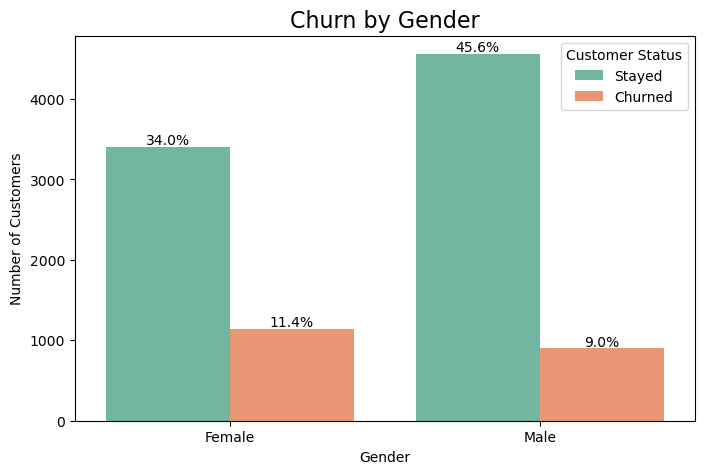 Churn by Gender
Customer Status
Stayed
Churned
Number of Customers
4000
3000
2000
1000
0
34.0%
11.4%
45.6%
9.0%
Female
Male
Gender